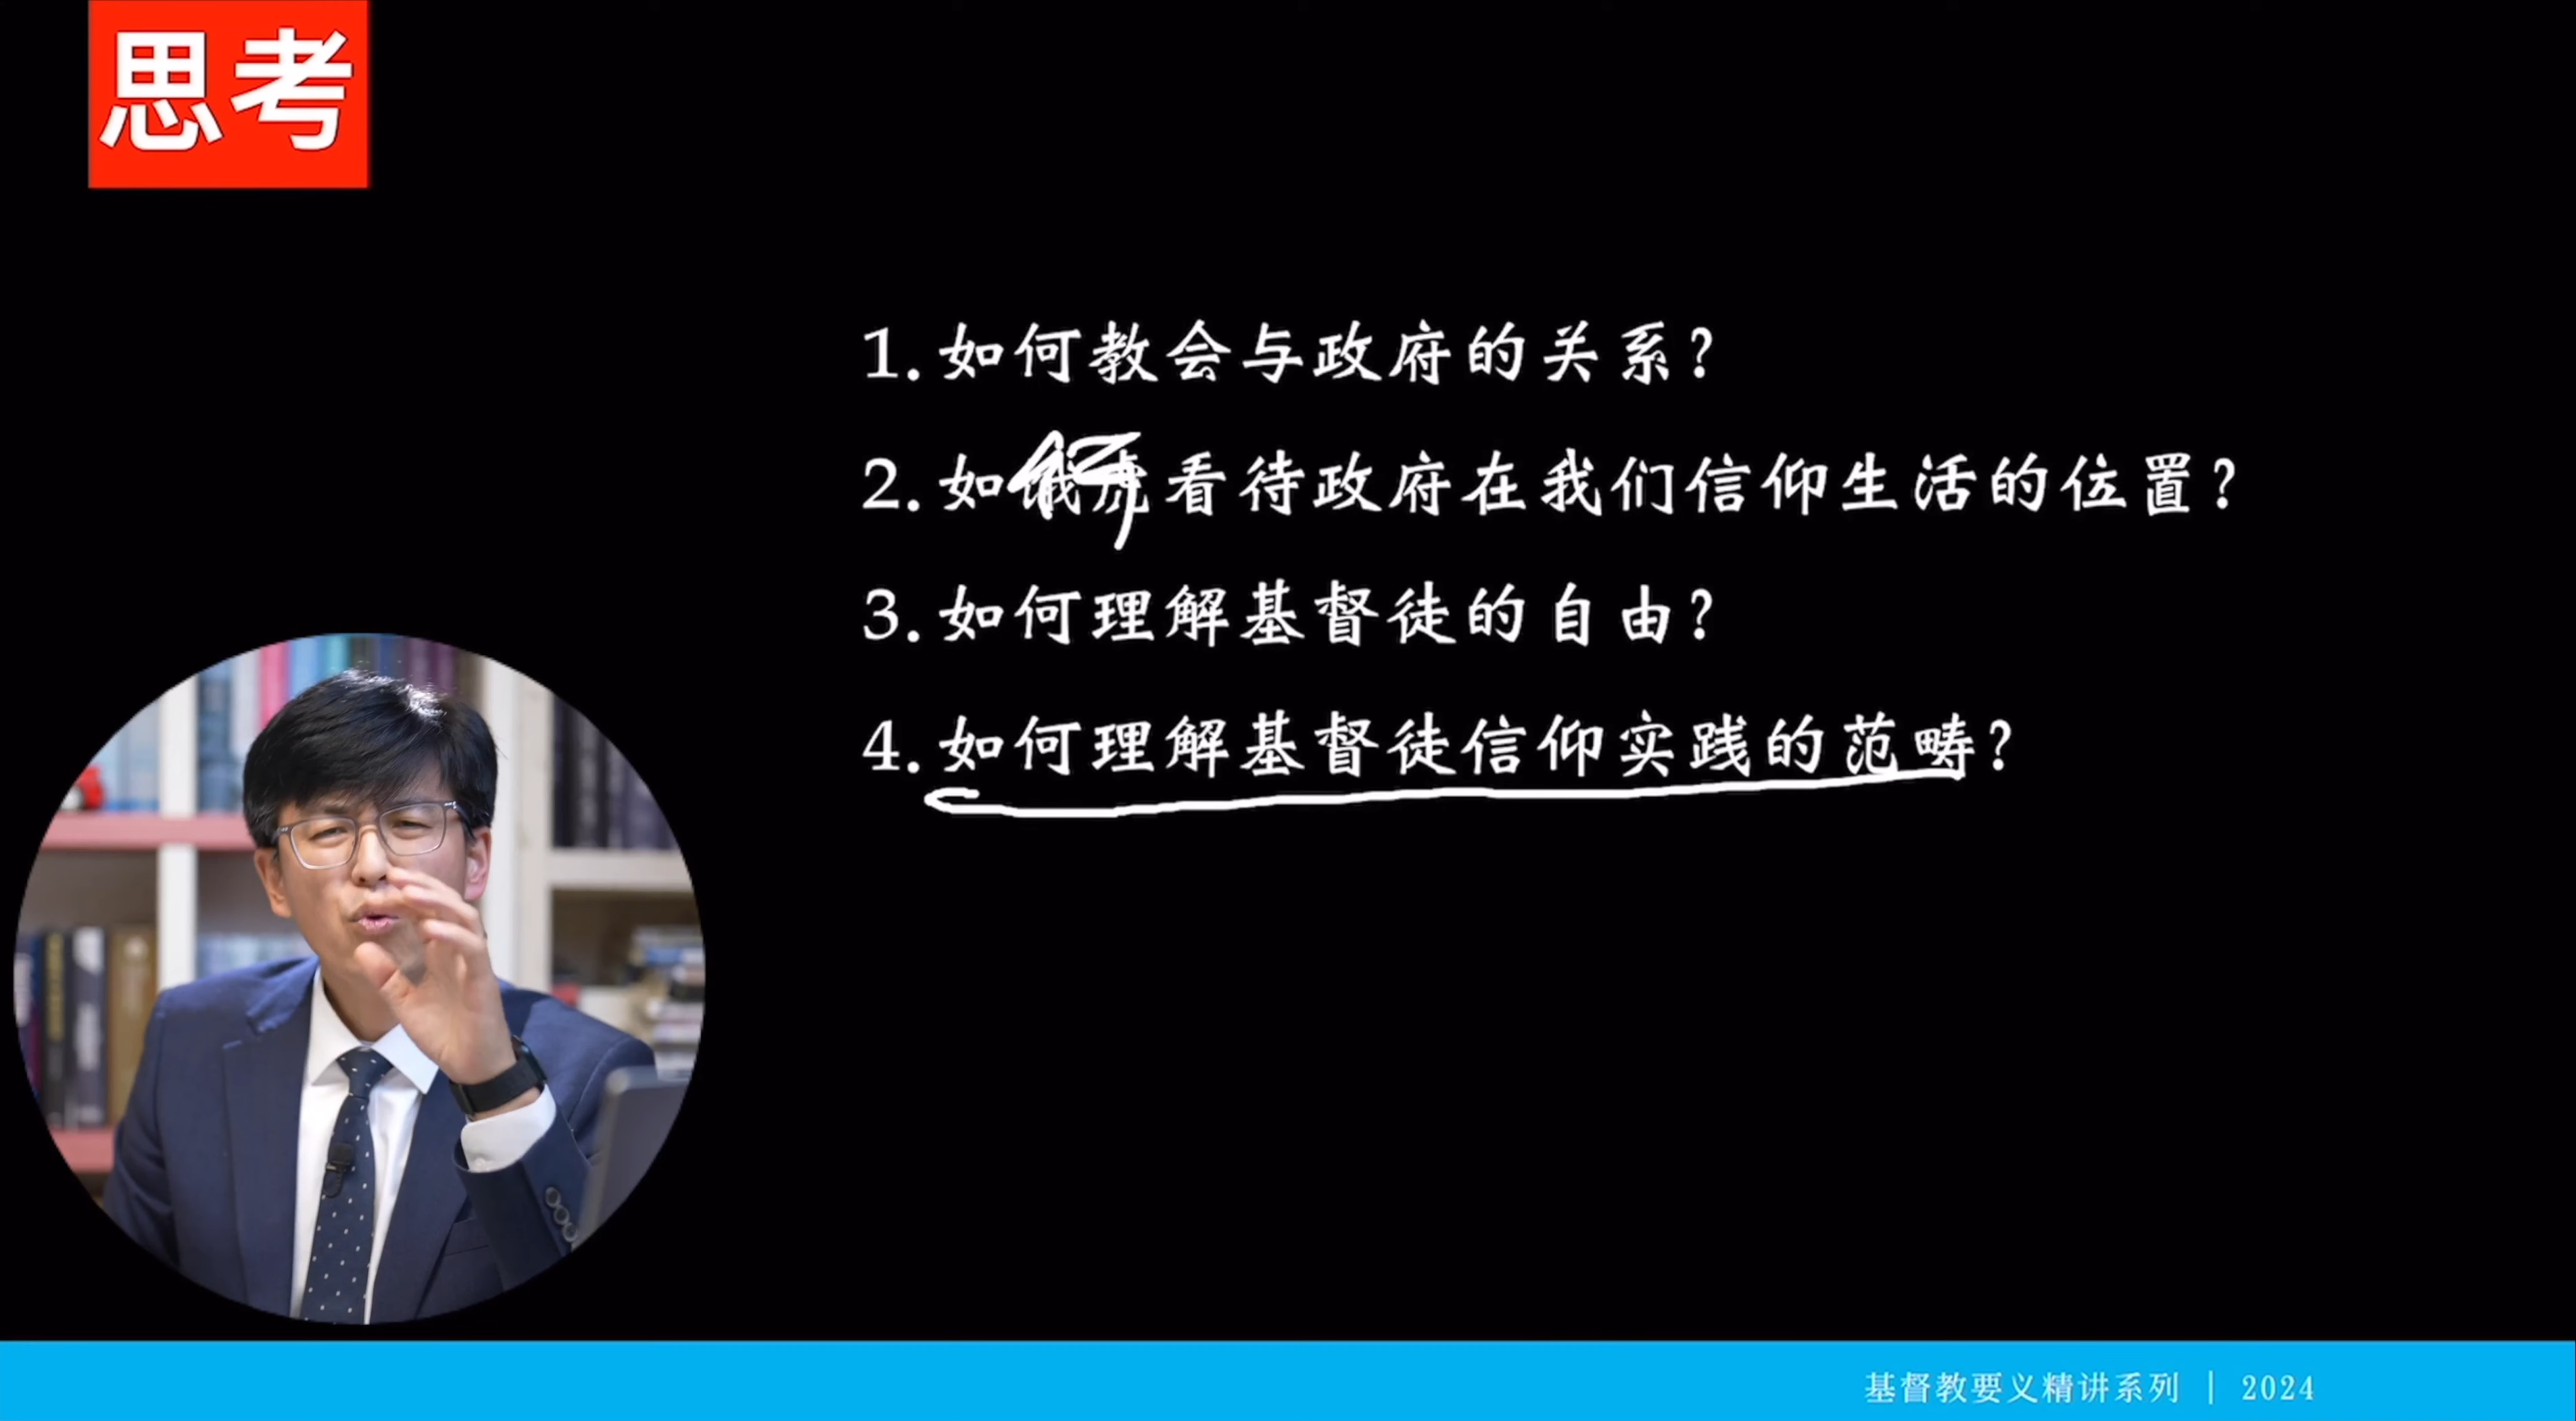 思考
1. 如何教会与政府的关系?
2. 如何看待政府在我们信仰生活的位置?
3. 如何理解基督徒的自由?
4. 如何理解基督徒信仰实践的范畴?
基督教要义精讲系列 | 2024